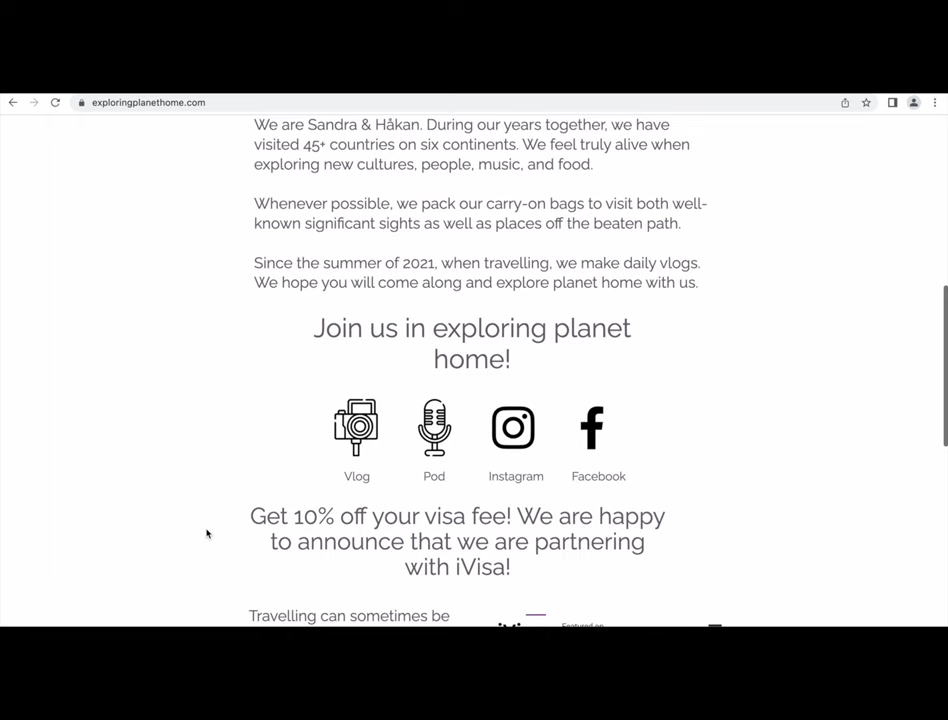 exploringplanethome.com
We are Sandra & Håkan. During our years together, we have
visited 45+ countries on six continents. We feel truly alive when
exploring new cultures, people, music, and food.
Whenever possible, we pack our carry-on bags to visit both well-
known significant sights as well as places off the beaten path.
Since the summer of 2021, when travelling, we make daily vlogs.
We hope you will come along and explore planet home with us.
Join us in exploring planet
home!
Vlog Pod Instagram Facebook
Get 10% off your visa fee! We are happy
to announce that we are partnering
with iVisa!
Travelling can sometimes be
Featured on